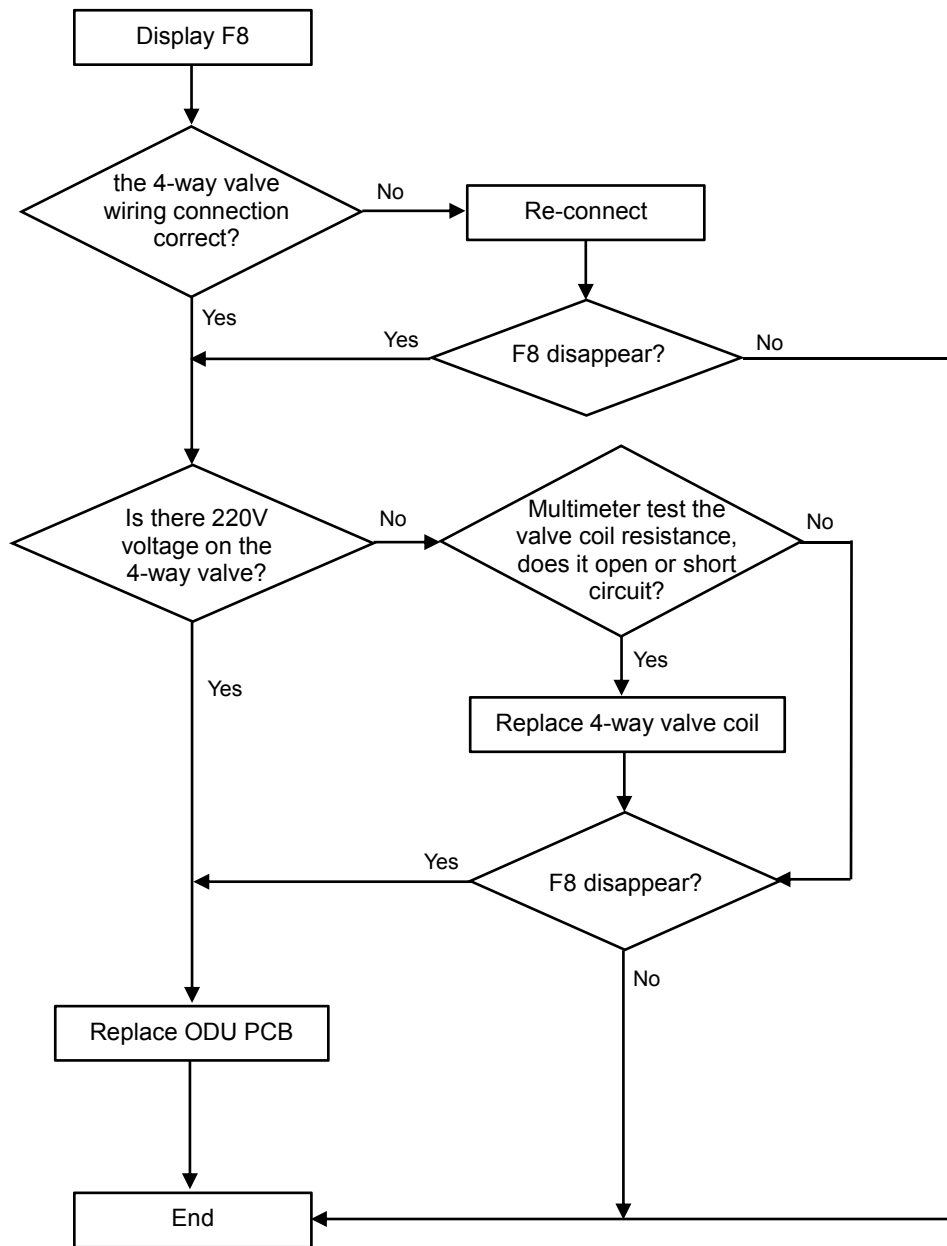 Display F8
the 4-way valve
wiring connection
correct?
No
Re-connect
Yes
Yes
F8 disappear?
No
Is there 220V
voltage on the
4-way valve?
No
Multimeter test the
valve coil resistance,
does it open or short
circuit?
No
Yes
Yes
Replace 4-way valve coil
Yes
F8 disappear?
No
Replace ODU PCB
End